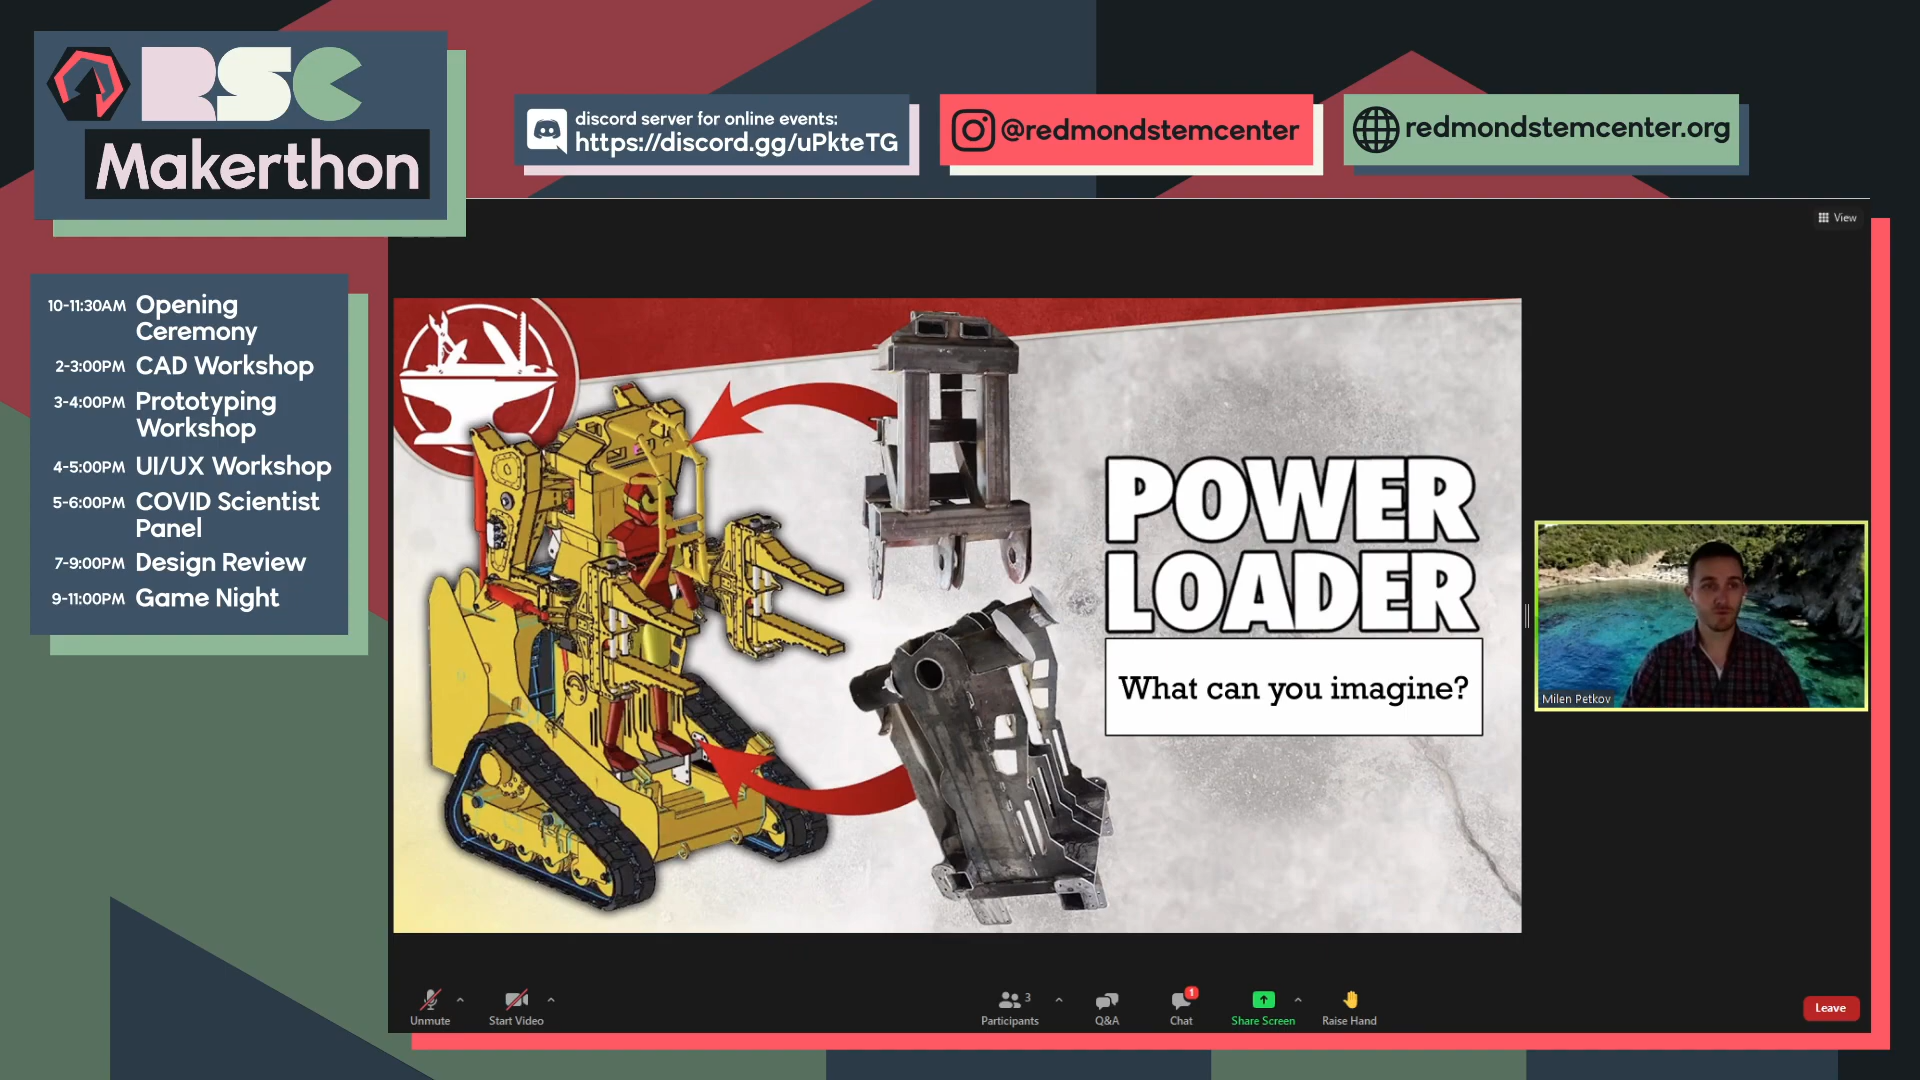 RSC
Makerthon
discord server for online events:
https://discord.gg/uPkteTG
@redmondstemcenter
redmondstemcenter.org
View
10-11:30AM Opening
Ceremony
2-3:00PM CAD Workshop
3-4:00PM Prototyping
Workshop
4-5:00PM UI/UX Workshop
5-6:00PM COVID Scientist
Panel
7-9:00PM Design Review
9-11:00PM Game Night
POWER
LOADER
What can you imagine?
Milen Petkov
Unmute
Start Video
3
Participants
Q&A
1
Chat
Share Screen
Raise Hand
Leave